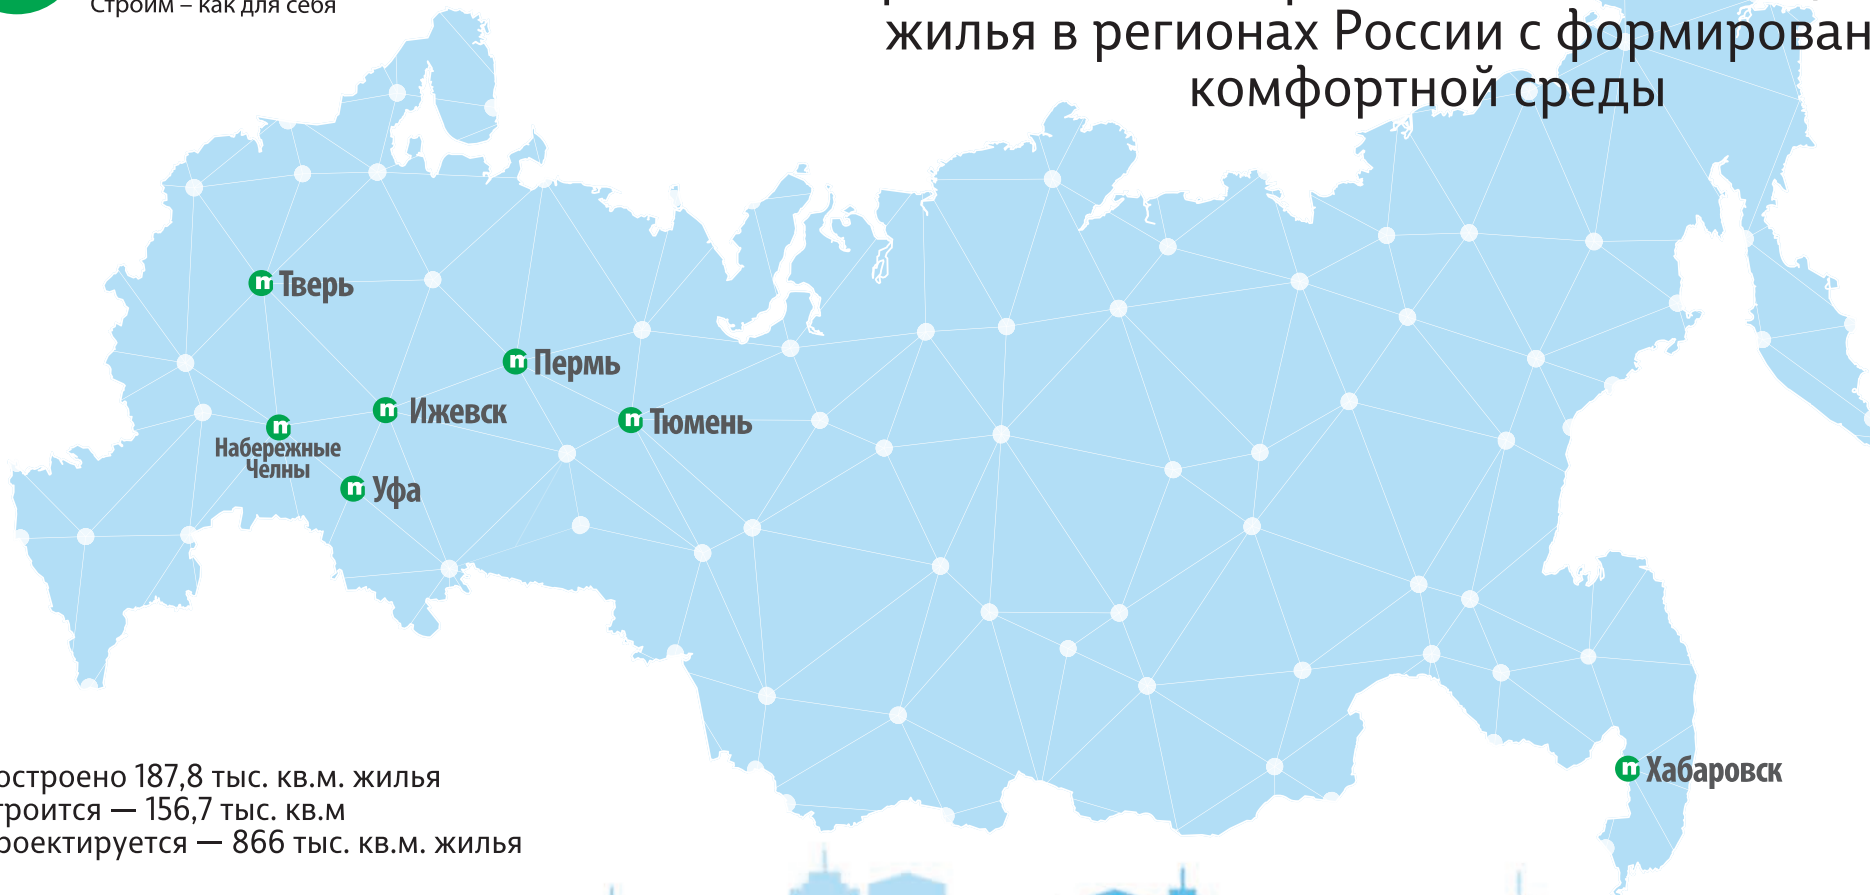 Строим – как для себя
жилья в регионах России с формирован
комфортной среды
Тверь
Пермь
Ижевск
Тюмень
Набережные
Челны
Уфа
Хабаровск
остроено 187,8 тыс. кв.м. жилья
троится — 156,7 тыс. кв.м
роектируется — 866 тыс. кв.м. жилья